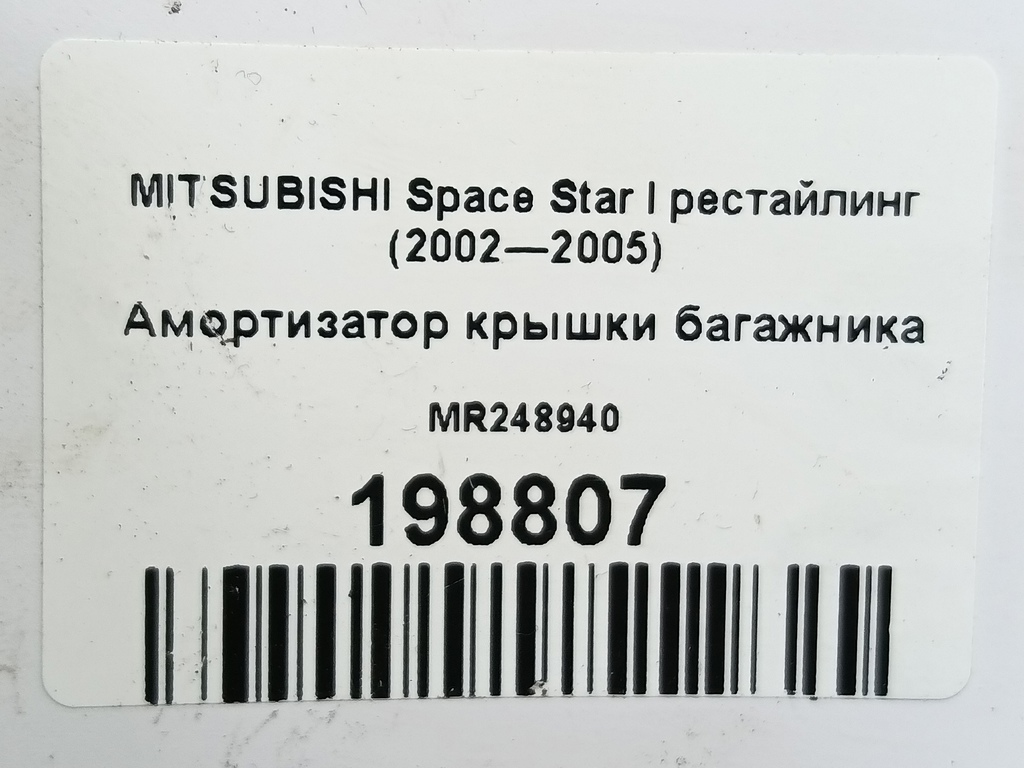 MITSUBISHI Space Star I рестайлинг
(2002—2005)
Амортизатор крышки багажника
MR248940
198807